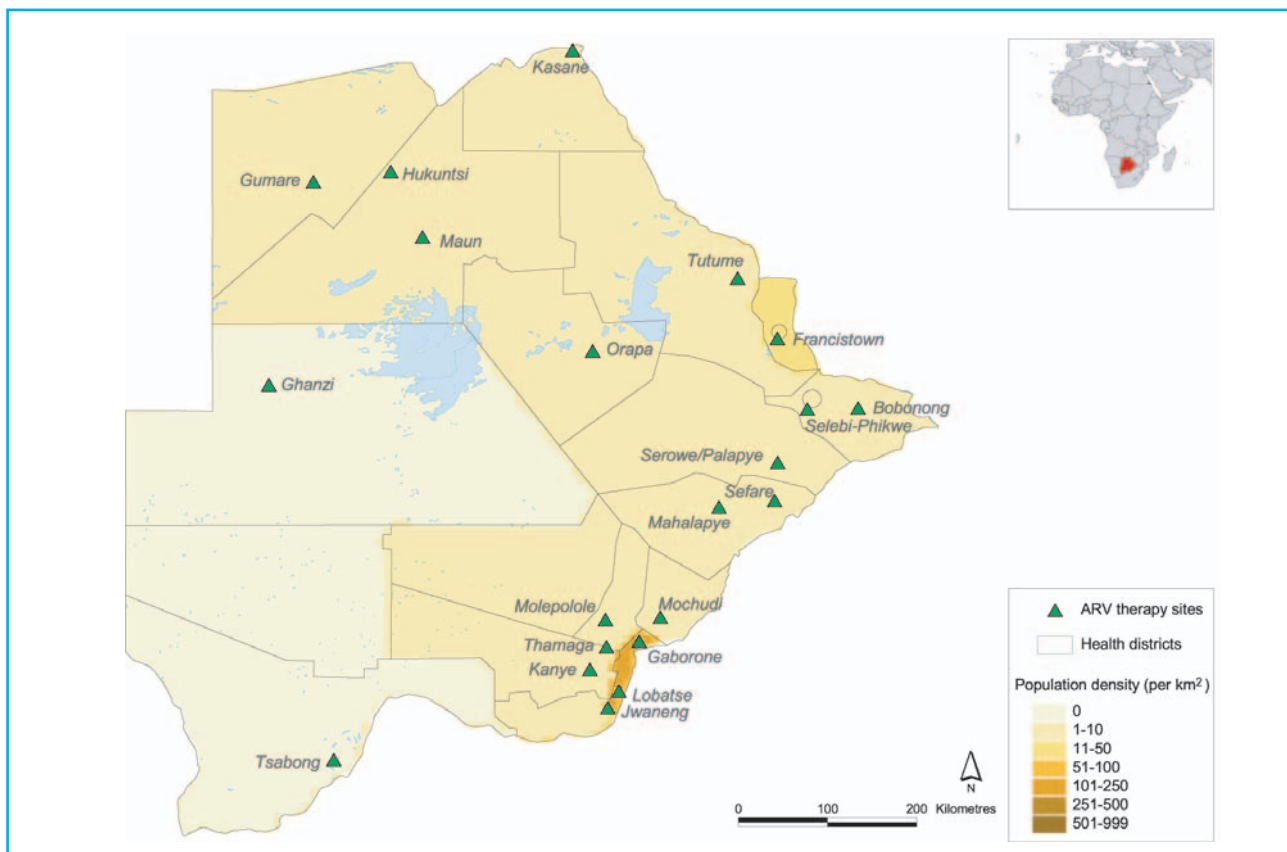 Kasane
Hukuntsi
Gumare
Maun
Tutume
Francistown
Orapa
Ghanzi
Bobonong
Selebi-Phikwe
Serowe/Palapye
Sefare
Mahalapye
Molepolole
Mochudi
Thamaga
Gaborone
Kanye
Lobatse
Jwaneng
Tsabong
N
0 100 200 Kilometres
ARV therapy sites
Health districts
Population density (per km²)
0
1-10
11-50
51-100
101-250
251-500
501-999